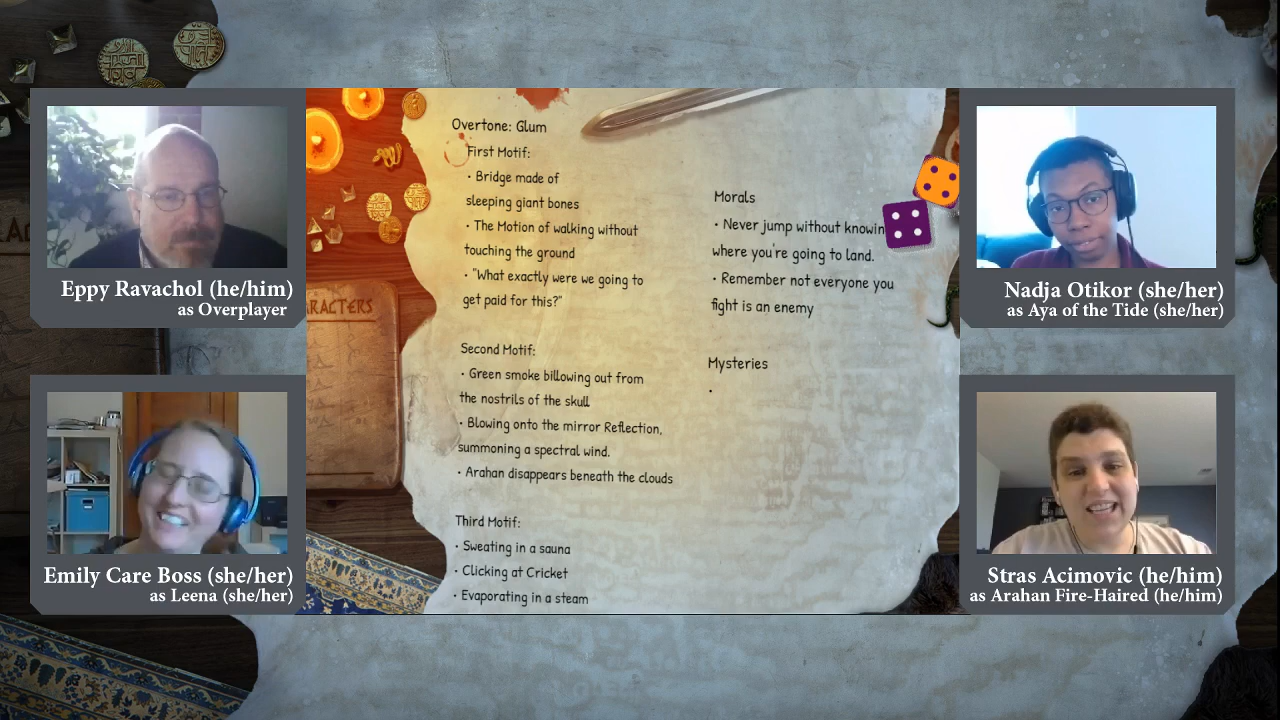 Eppy Ravachol (he/him)
as Overplayer
Emily Care Boss (she/her)
as Leena (she/her)
Overtone: Glum
First Motif:
• Bridge made of
sleeping giant bones
• The Motion of walking without
touching the ground
• "What exactly were we going to
get paid for this?"
Second Motif:
• Green smoke billowing out from
the nostrils of the skull
• Blowing onto the mirror Reflection,
summoning a spectral wind.
• Arahan disappears beneath the clouds
Third Motif:
• Sweating in a sauna
• Clicking at Cricket
• Evaporating in a steam
Morals
• Never jump without knowin
where you're going to land.
• Remember not everyone you
fight is an enemy
Mysteries
•
RACTERS
Nadja Otikor (she/her)
as Aya of the Tide (she/her)
Stras Acimovic (he/him)
as Arahan Fire-Haired (he/him)